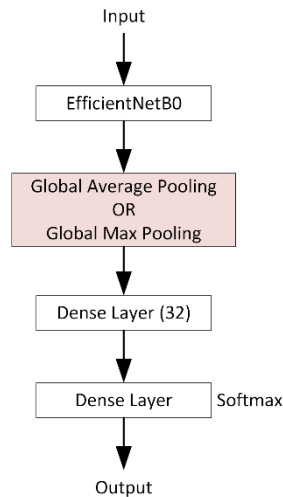 Input
EfficientNetB0
Global Average Pooling
OR
Global Max Pooling
Dense Layer (32)
Dense Layer Softmax
Output